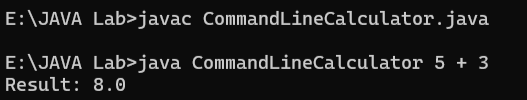 E:\JAVA Lab>javac CommandLineCalculator.java
E:\JAVA Lab>java CommandLineCalculator 5 + 3
Result: 8.0